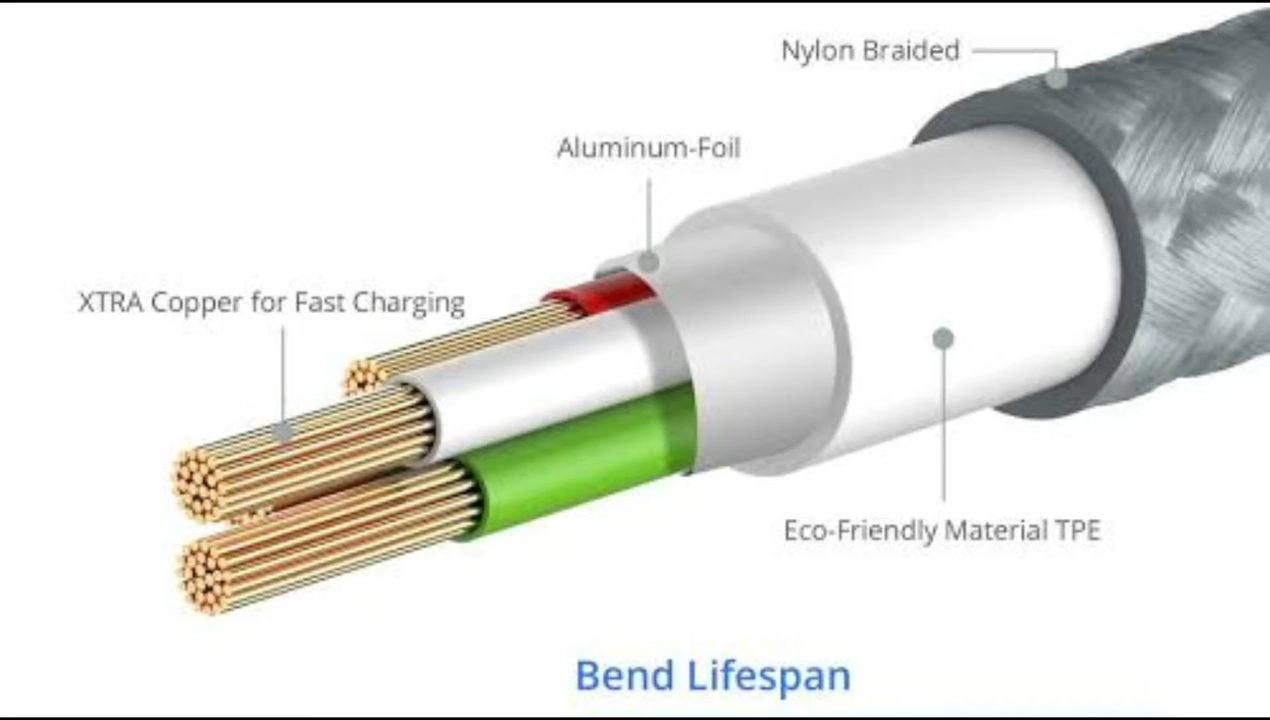 Nylon Braided
Aluminum-Foil
XTRA Copper for Fast Charging
Eco-Friendly Material TPE
Bend Lifespan